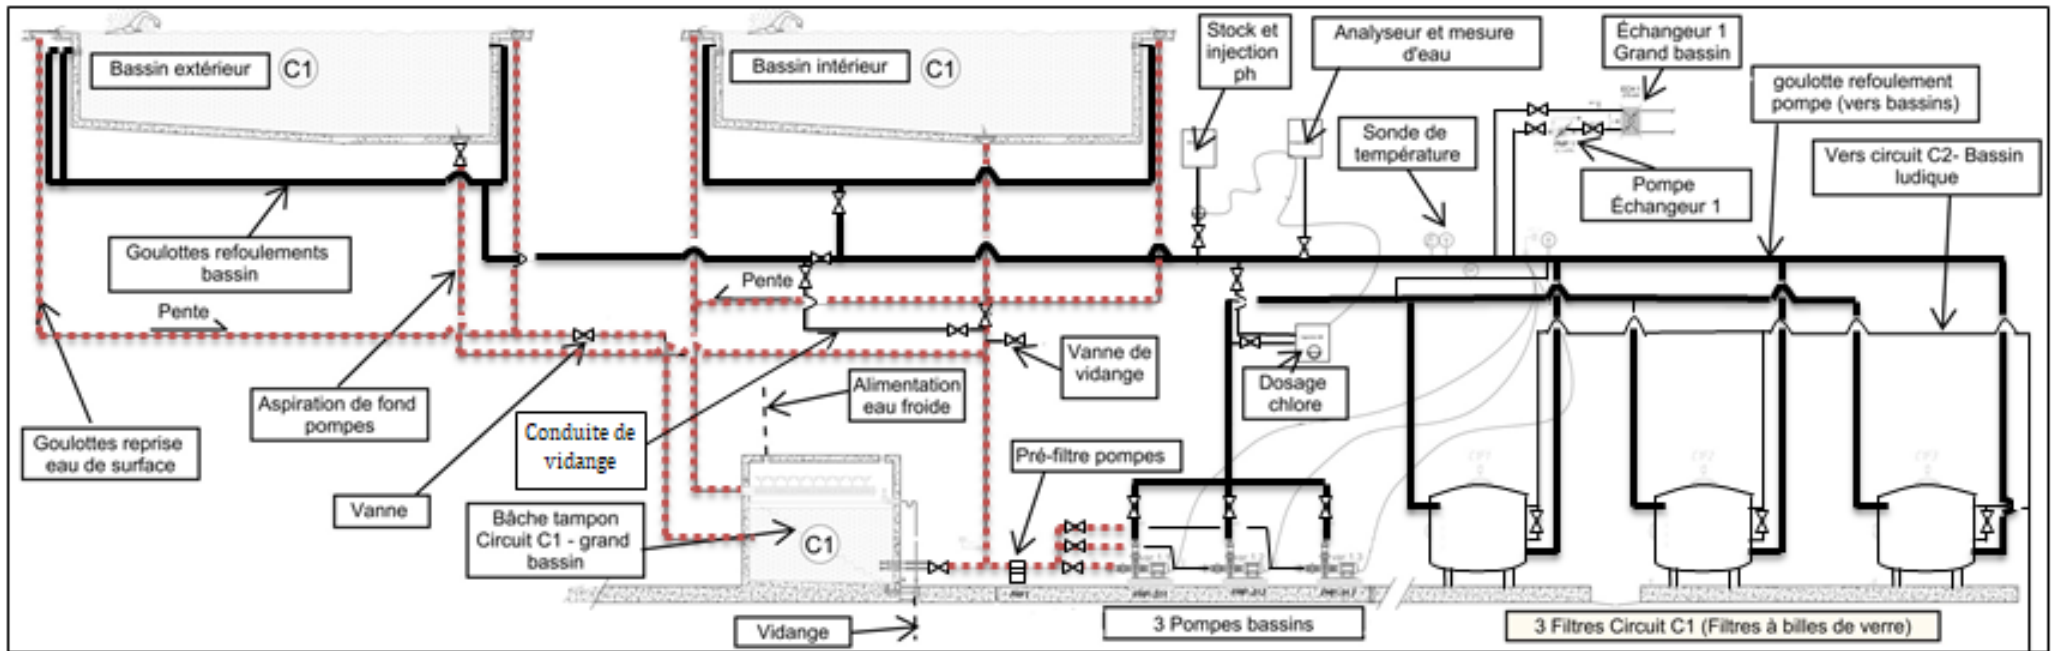 Bassin extérieur
C1
Bassin intérieur
C1
Stock et
injection
ph
Analyseur et mesure
d'eau
Échangeur 1
Grand bassin
goulotte refoulement
pompe (vers bassins)
Sonde de
température
Pompe
Échangeur 1
Vers circuit C2- Bassin
ludique
Goulottes refoulements
bassin
Pente
Pente
Goulottes reprise
eau de surface
Aspiration de fond
pompes
Vanne
Conduite de
vidange
Alimentation
eau froide
Vanne de
vidange
Dosage
chlore
Bâche tampon
Circuit C1 - grand
bassin
C1
Pré-filtre pompes
Vidange
3 Pompes bassins
3 Filtres Circuit C1 (Filtres à billes de verre)